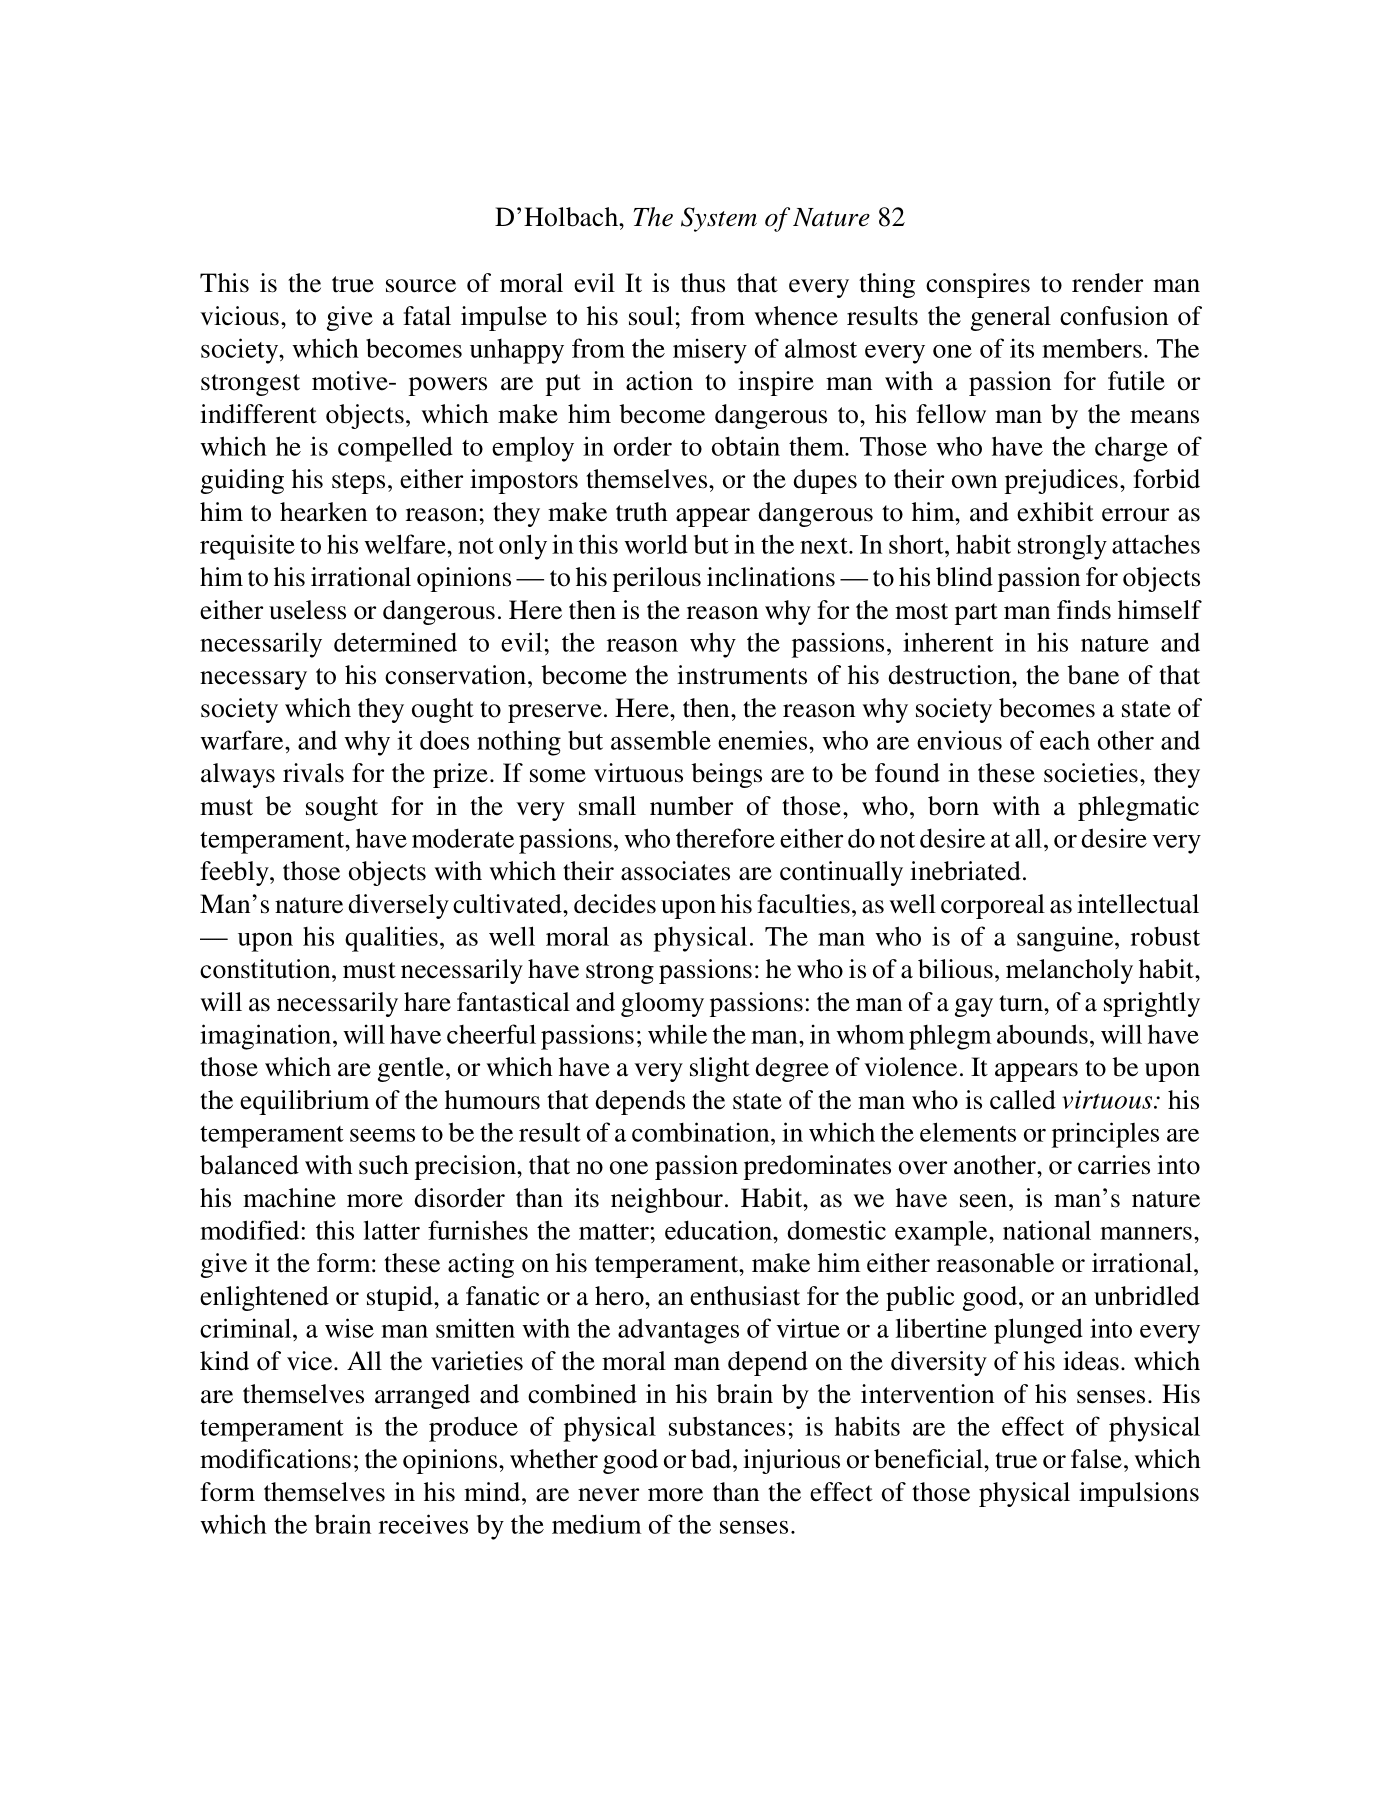 D’Holbach, The System of Nature 82
This is the true source of moral evil It is thus that every thing conspires to render man
vicious, to give a fatal impulse to his soul; from whence results the general confusion of
society, which becomes unhappy from the misery of almost every one of its members. The
strongest motive- powers are put in action to inspire man with a passion for futile or
indifferent objects, which make him become dangerous to, his fellow man by the means
which he is compelled to employ in order to obtain them. Those who have the charge of
guiding his steps, either impostors themselves, or the dupes to their own prejudices, forbid
him to hearken to reason; they make truth appear dangerous to him, and exhibit errour as
requisite to his welfare, not only in this world but in the next. In short, habit strongly attaches
him to his irrational opinions — to his perilous inclinations — to his blind passion for objects
either useless or dangerous. Here then is the reason why for the most part man finds himself
necessarily determined to evil; the reason why the passions, inherent in his nature and
necessary to his conservation, become the instruments of his destruction, the bane of that
society which they ought to preserve. Here, then, the reason why society becomes a state of
warfare, and why it does nothing but assemble enemies, who are envious of each other and
always rivals for the prize. If some virtuous beings are to be found in these societies, they
must be sought for in the very small number of those, who, born with a phlegmatic
temperament, have moderate passions, who therefore either do not desire at all, or desire very
feebly, those objects with which their associates are continually inebriated.
Man’s nature diversely cultivated, decides upon his faculties, as well corporeal as intellectual
— upon his qualities, as well moral as physical. The man who is of a sanguine, robust
constitution, must necessarily have strong passions: he who is of a bilious, melancholy habit,
will as necessarily hare fantastical and gloomy passions: the man of a gay turn, of a sprightly
imagination, will have cheerful passions; while the man, in whom phlegm abounds, will have
those which are gentle, or which have a very slight degree of violence. It appears to be upon
the equilibrium of the humours that depends the state of the man who is called virtuous: his
temperament seems to be the result of a combination, in which the elements or principles are
balanced with such precision, that no one passion predominates over another, or carries into
his machine more disorder than its neighbour. Habit, as we have seen, is man’s nature
modified: this latter furnishes the matter; education, domestic example, national manners,
give it the form: these acting on his temperament, make him either reasonable or irrational,
enlightened or stupid, a fanatic or a hero, an enthusiast for the public good, or an unbridled
criminal, a wise man smitten with the advantages of virtue or a libertine plunged into every
kind of vice. All the varieties of the moral man depend on the diversity of his ideas. which
are themselves arranged and combined in his brain by the intervention of his senses. His
temperament is the produce of physical substances; is habits are the effect of physical
modifications; the opinions, whether good or bad, injurious or beneficial, true or false, which
form themselves in his mind, are never more than the effect of those physical impulsions
which the brain receives by the medium of the senses.